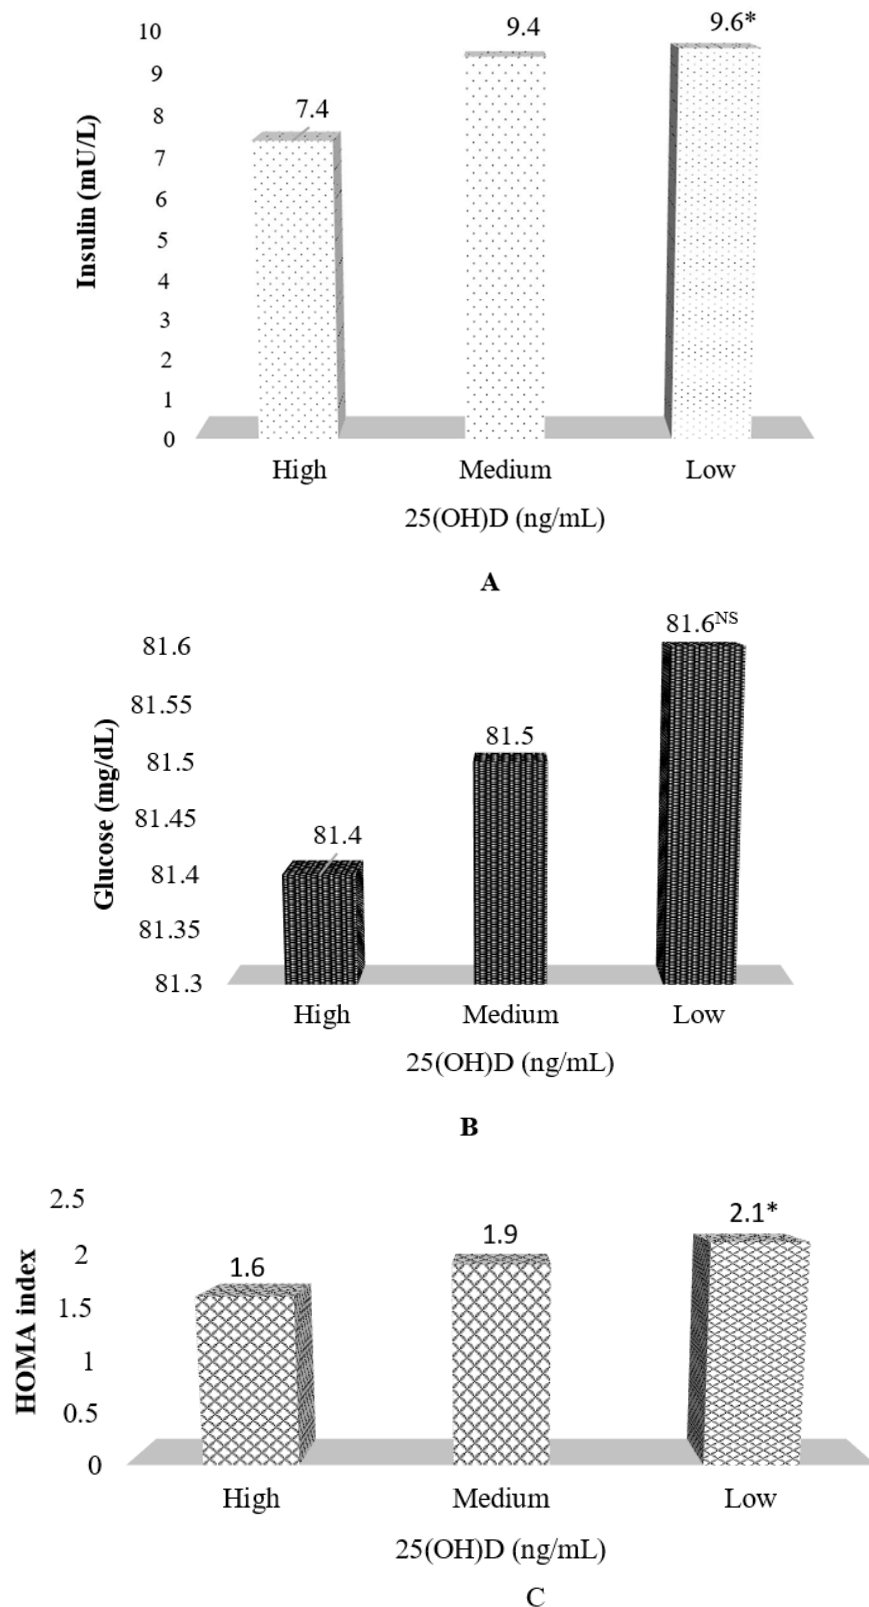 Insulin (mU/L)
10
9
8
7
6
5
4
3
2
1
0
7.4
9.4
9.6*
High Medium Low
25(OH)D (ng/mL)
A
Glucose (mg/dL)
81.6
81.55
81.5
81.45
81.4
81.35
81.3
81.4
81.5
81.6NS
High Medium Low
25(OH)D (ng/mL)
B
HOMA index
2.5
2
1.5
1
0.5
0
1.6
1.9
2.1*
High Medium Low
25(OH)D (ng/mL)
C